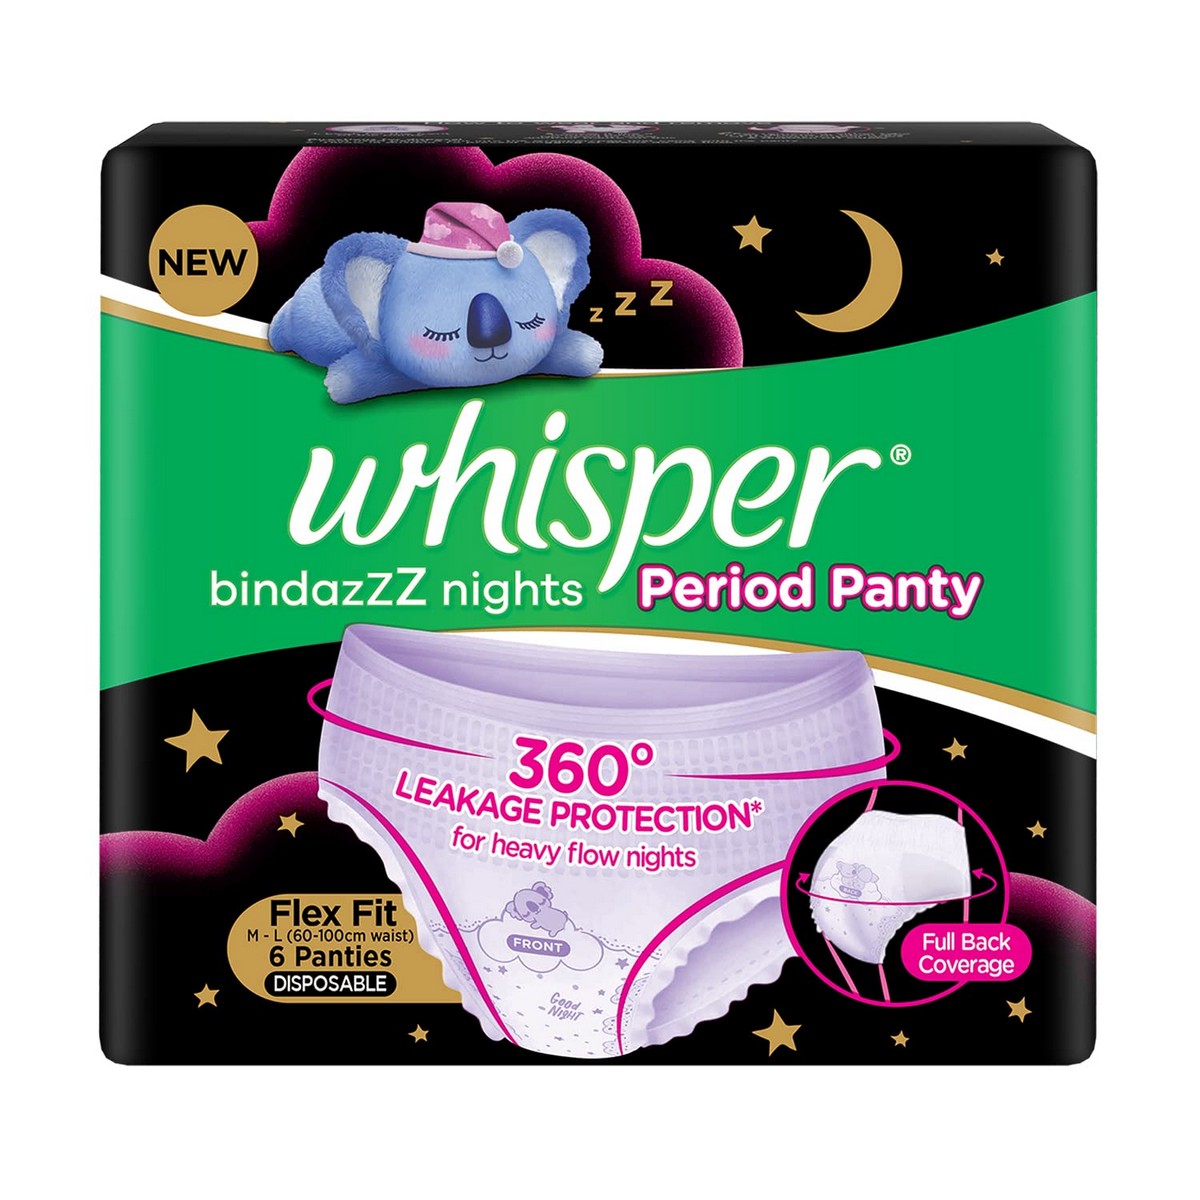 NEW
z z Z
whisper®
bindazZZ nights
Period Panty
360°
LEAKAGE PROTECTION*
for heavy flow nights
Flex Fit
M - L (60-100cm waist)
6 Panties
DISPOSABLE
FRONT
Good
NIGHT
BACK
Full Back
Coverage